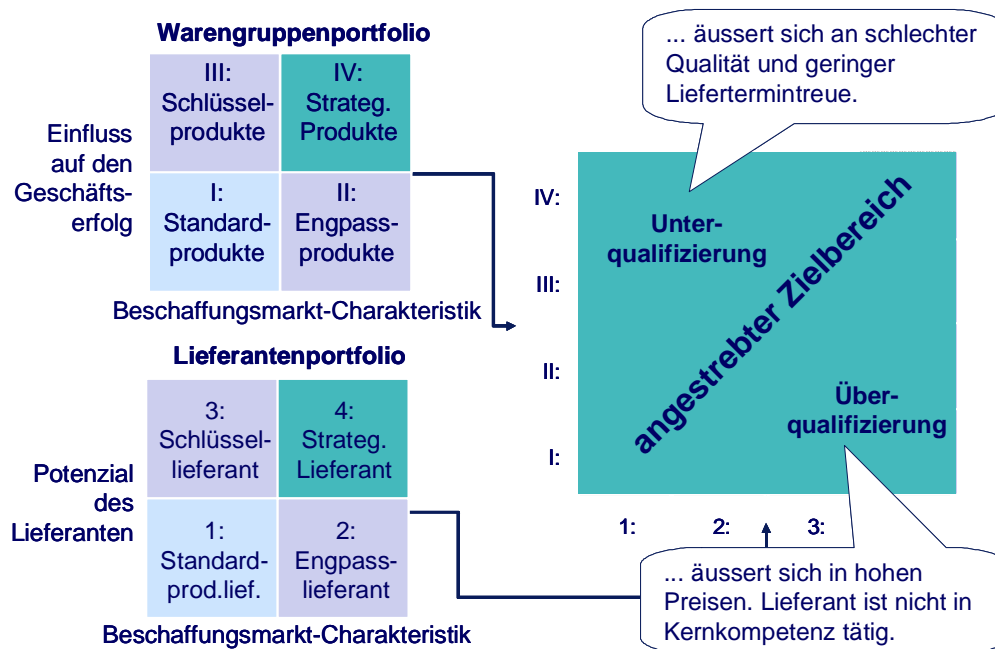 Warengruppenportfolio
III:
Schlüssel-
produkte
IV:
Strateg.
Produkte
Einfluss
auf den
Geschäfts-
erfolg
I:
Standard-
produkte
II:
Engpass-
produkte
Beschaffungsmarkt-Charakteristik
Lieferantenportfolio
3:
Schlüssel-
lieferant
4:
Strateg.
Lieferant
Potenzial
des
Lieferanten
1:
Standard-
prod.lief.
2:
Engpass-
lieferant
Beschaffungsmarkt-Charakteristik
... äussert sich an schlechter
Qualität und geringer
Liefertermintreue.
IV:
III:
II:
I:
Unter-
qualifizierung
angestrebter Zielbereich
Über-
qualifizierung
1:
2:
3:
... äussert sich in hohen
Preisen. Lieferant ist nicht in
Kernkompetenz tätig.